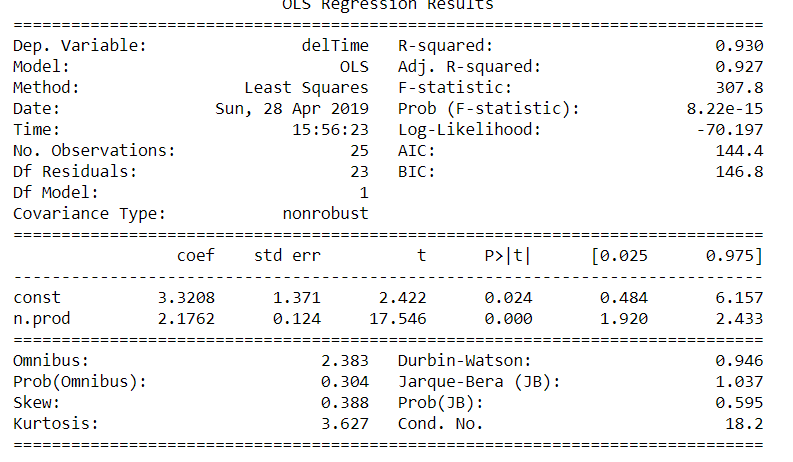 OLS Regression Results
==============================================================================
Dep. Variable:                delTime   R-squared:                       0.930
Model:                            OLS   Adj. R-squared:                  0.927
Method:                 Least Squares   F-statistic:                     307.8
Date:                Sun, 28 Apr 2019   Prob (F-statistic):           8.22e-15
Time:                        15:56:23   Log-Likelihood:                -70.197
No. Observations:                  25   AIC:                             144.4
Df Residuals:                      23   BIC:                             146.8
Df Model:                           1
Covariance Type:            nonrobust
==============================================================================
                 coef    std err          t      P>|t|      [0.025      0.975]
------------------------------------------------------------------------------
const          3.3208      1.371      2.422      0.024       0.484       6.157
n.prod         2.1762      0.124     17.546      0.000       1.920       2.433
==============================================================================
Omnibus:                        2.383   Durbin-Watson:                   0.946
Prob(Omnibus):                  0.304   Jarque-Bera (JB):                1.037
Skew:                           0.388   Prob(JB):                        0.595
Kurtosis:                       3.627   Cond. No.                         18.2
==============================================================================